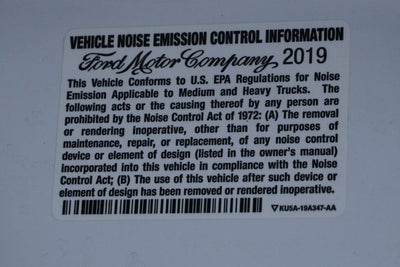 VEHICLE NOISE EMISSION CONTROL INFORMATION
Ford Motor Company 2019
This Vehicle Conforms to U.S. EPA Regulations for Noise
Emission Applicable to Medium and Heavy Trucks. The
following acts or the causing thereof by any person are
prohibited by the Noise Control Act of 1972: (A) The removal
or rendering inoperative, other than for purposes of
maintenance, repair, or replacement, of any noise control
device or element of design (listed in the owner's manual)
incorporated into this vehicle in compliance with the Noise
Control Act; (B) The use of this vehicle after such device or
element of design has been removed or rendered inoperative.
KU5A-19A347-AA